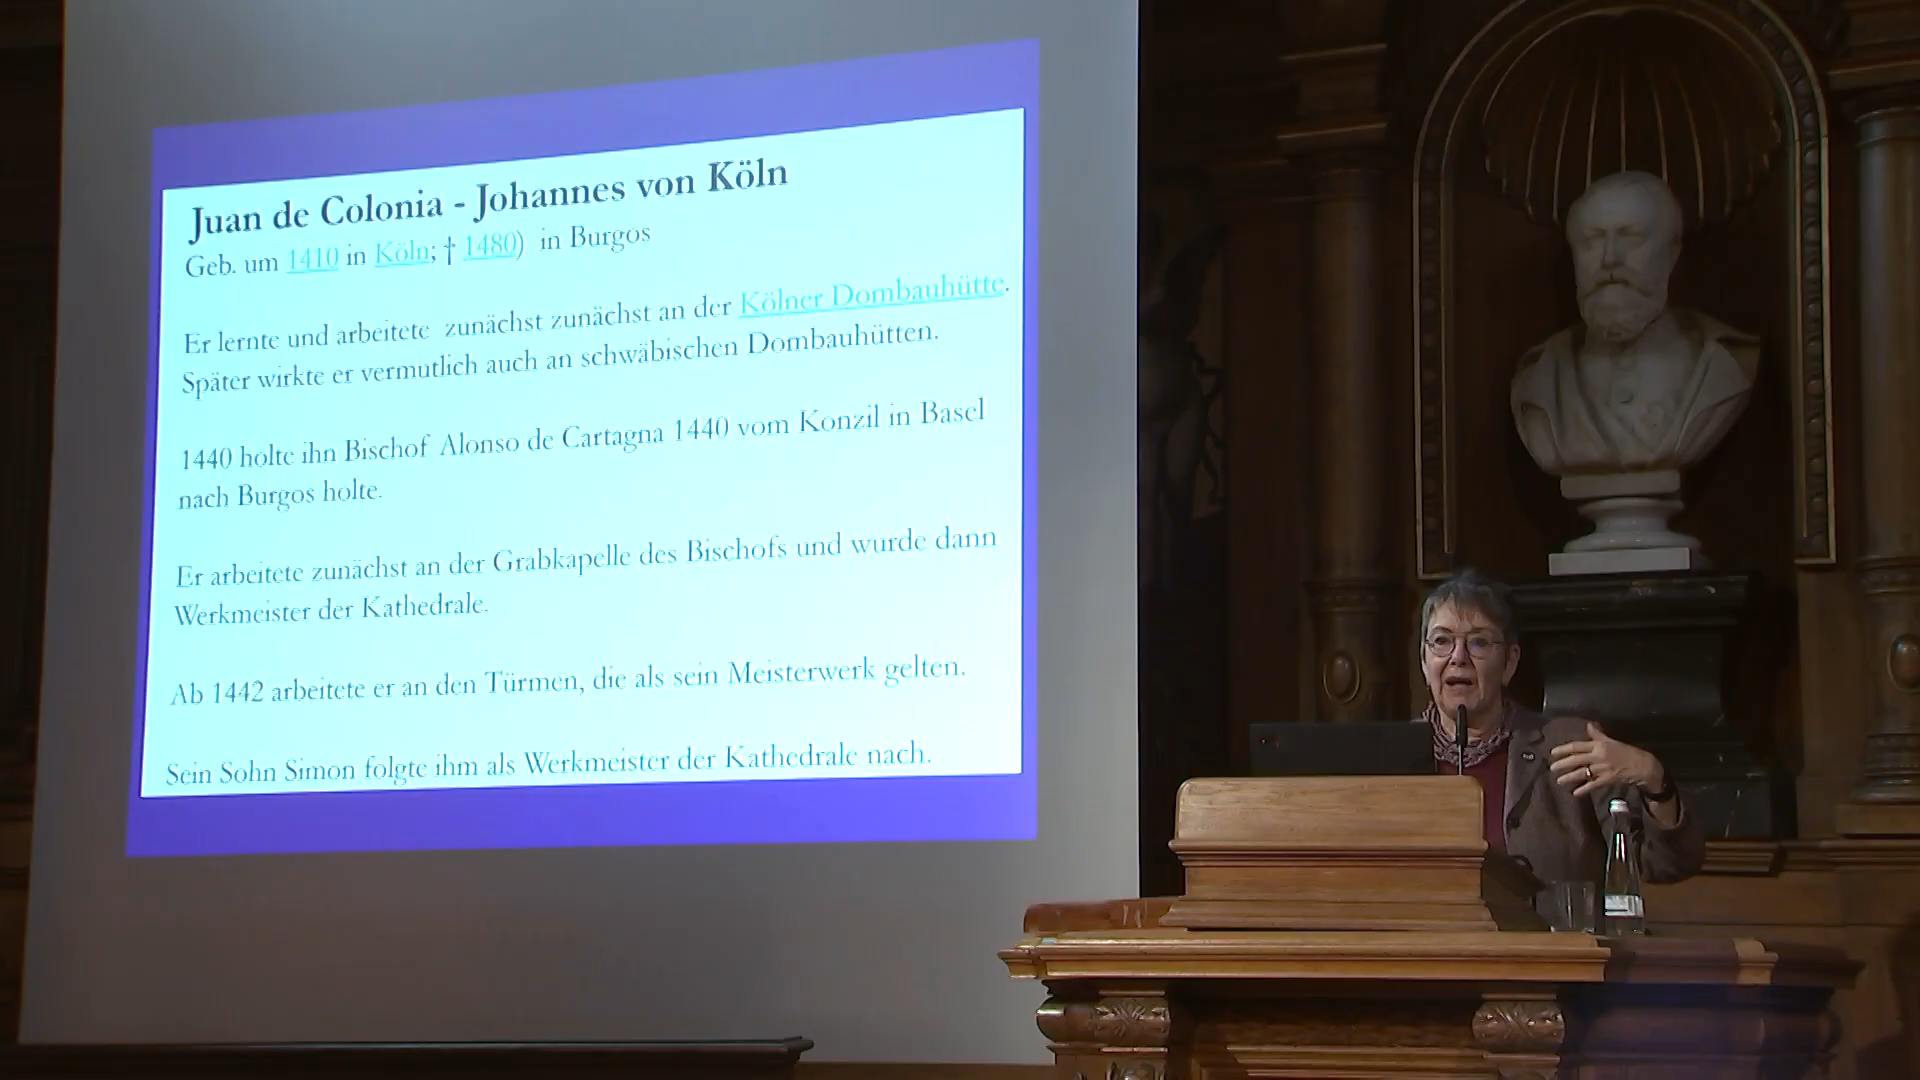 Juan de Colonia - Johannes von Köln
Geb. um 1410 in Köln; † 1480) in Burgos
Er lernte und arbeitete zunächst zunächst an der Kölner Dombauhütte.
Später wirkte er vermutlich auch an schwäbischen Dombauhütten.
1440 holte ihn Bischof Alonso de Cartagna 1440 vom Konzil in Basel
nach Burgos holte.
Er arbeitete zunächst an der Grabkapelle des Bischofs und wurde dann
Werkmeister der Kathedrale.
Ab 1442 arbeitete er an den Türmen, die als sein Meisterwerk gelten.
Sein Sohn Simon folgte ihm als Werkmeister der Kathedrale nach.